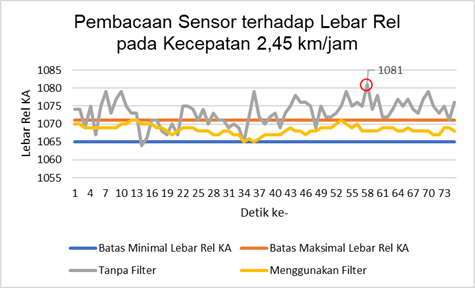 Pembacaan Sensor terhadap Lebar Rel
pada Kecepatan 2,45 km/jam
1081
1085
1080
1075
1070
1065
1060
1055
Lebar Rel KA
1 4 7 10 13 16 19 22 25 28 31 34 37 40 43 46 49 52 55 58 61 64 67 70 73
Detik ke-
Batas Minimal Lebar Rel KA
Batas Maksimal Lebar Rel KA
Tanpa Filter
Menggunakan Filter